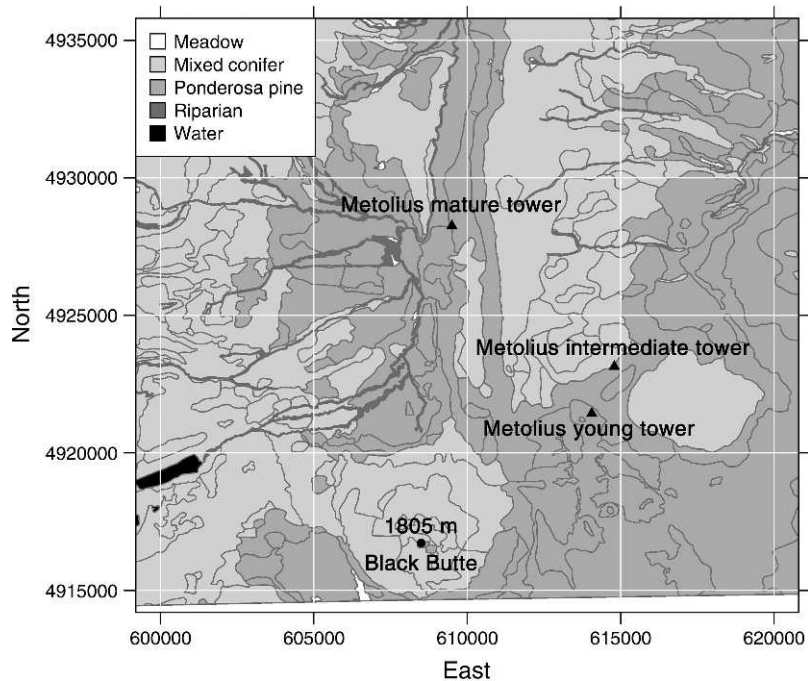 4935000
4930000
4925000
4920000
4915000
North
Meadow
Mixed conifer
Ponderosa pine
Riparian
Water
Metolius mature tower
Metolius intermediate tower
Metolius young tower
1805 m
Black Butte
600000
605000
610000
615000
620000
East